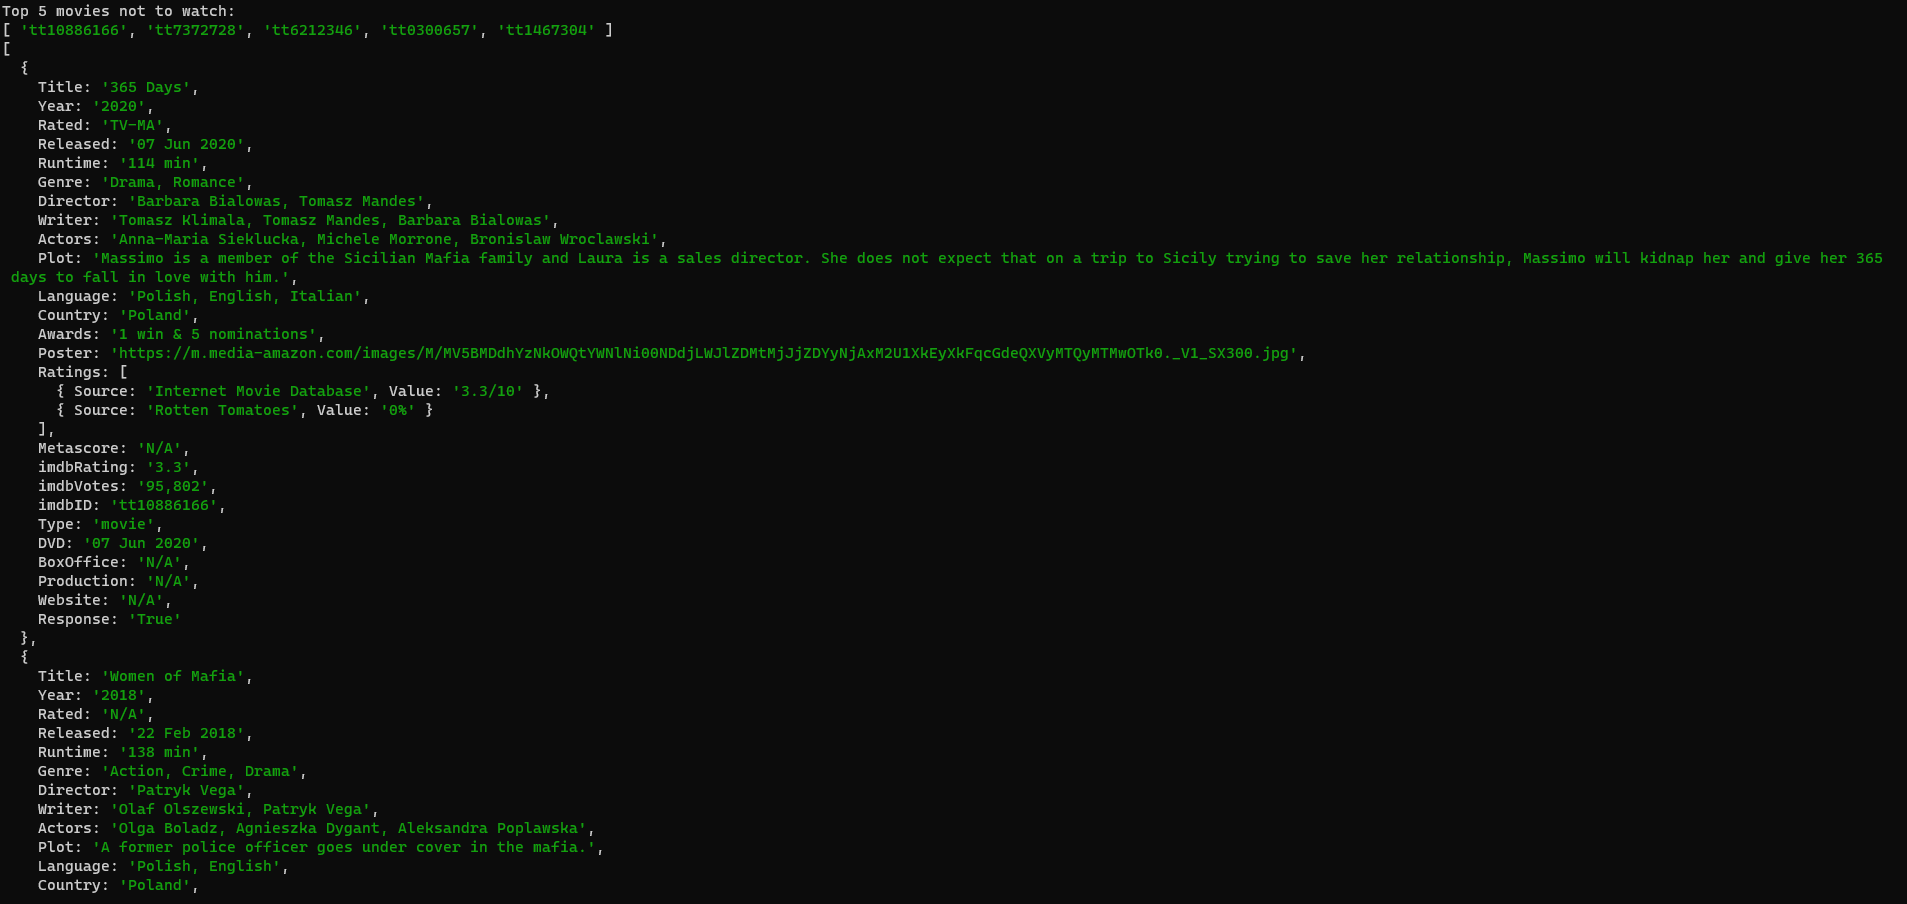 Top 5 movies not to watch:
[ 'tt10886166', 'tt7372728', 'tt6212346', 'tt0300657', 'tt1467304' ]
[
  {
    Title: '365 Days',
    Year: '2020',
    Rated: 'TV-MA',
    Released: '07 Jun 2020',
    Runtime: '114 min',
    Genre: 'Drama, Romance',
    Director: 'Barbara Bialowas, Tomasz Mandes',
    Writer: 'Tomasz Klimala, Tomasz Mandes, Barbara Bialowas',
    Actors: 'Anna-Maria Sieklucka, Michele Morrone, Bronislaw Wroclawski',
    Plot: 'Massimo is a member of the Sicilian Mafia family and Laura is a sales director. She does not expect that on a trip to Sicily trying to save her relationship, Massimo will kidnap her and give her 365
 days to fall in love with him.',
    Language: 'Polish, English, Italian',
    Country: 'Poland',
    Awards: '1 win & 5 nominations',
    Poster: 'https://m.media-amazon.com/images/M/MV5BMDdhYzNkOWQtYWNlNi00NDdjLWJlZDMtMjJjZDYyNjAxM2U1XkEyXkFqcGdeQXVyMTQyMTMwOTk0._V1_SX300.jpg',
    Ratings: [
      { Source: 'Internet Movie Database', Value: '3.3/10' },
      { Source: 'Rotten Tomatoes', Value: '0%' }
    ],
    Metascore: 'N/A',
    imdbRating: '3.3',
    imdbVotes: '95,802',
    imdbID: 'tt10886166',
    Type: 'movie',
    DVD: '07 Jun 2020',
    BoxOffice: 'N/A',
    Production: 'N/A',
    Website: 'N/A',
    Response: 'True'
  },
  {
    Title: 'Women of Mafia',
    Year: '2018',
    Rated: 'N/A',
    Released: '22 Feb 2018',
    Runtime: '138 min',
    Genre: 'Action, Crime, Drama',
    Director: 'Patryk Vega',
    Writer: 'Olaf Olszewski, Patryk Vega',
    Actors: 'Olga Boladz, Agnieszka Dygant, Aleksandra Poplawska',
    Plot: 'A former police officer goes under cover in the mafia.',
    Language: 'Polish, English',
    Country: 'Poland',